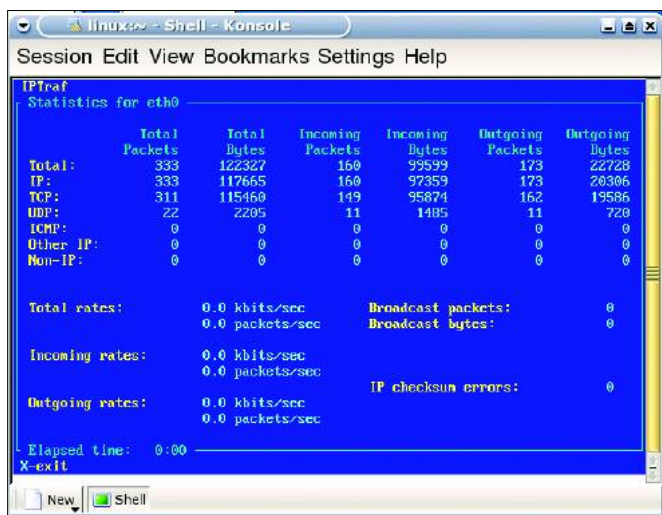 linux:~ - Shell - Konsole
Session Edit View Bookmarks Settings Help
IPTraf
Statistics for eth0
Total Total Incoming Incoming Outgoing Outgoing
Packets Bytes Packets Bytes Packets Bytes
Total: 333 122327 160 99599 173 22728
IP: 333 117665 160 97359 173 20306
TCP: 311 115460 149 95874 162 19586
UDP: 22 2205 11 1485 11 720
ICMP: 0 0 0 0 0 0
Other IP: 0 0 0 0 0 0
Non-IP: 0 0 0 0 0 0
Total rates: 0.0 kbits/sec Broadcast packets: 0
0.0 packets/sec Broadcast bytes: 0
Incoming rates: 0.0 kbits/sec
0.0 packets/sec
IP checksum errors: 0
Outgoing rates: 0.0 kbits/sec
0.0 packets/sec
Elapsed time: 0:00
X-exit
New Shell